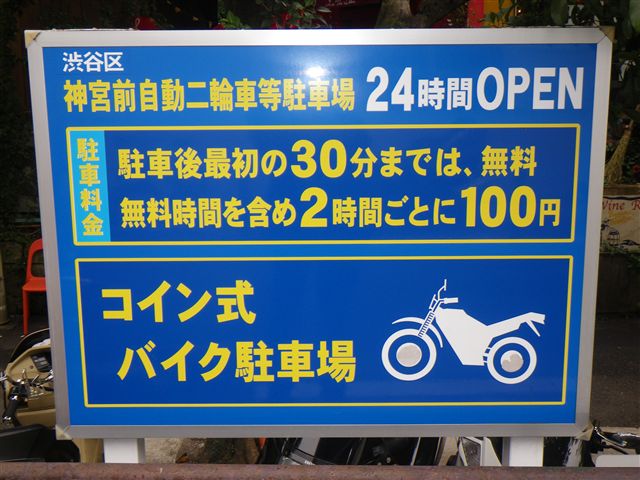 渋谷区
神宮前自動二輪車等駐車場 24時間OPEN
駐車料金
駐車後最初の30分までは、無料
無料時間を含め2時間ごとに100円
コイン式
バイク駐車場
Wine